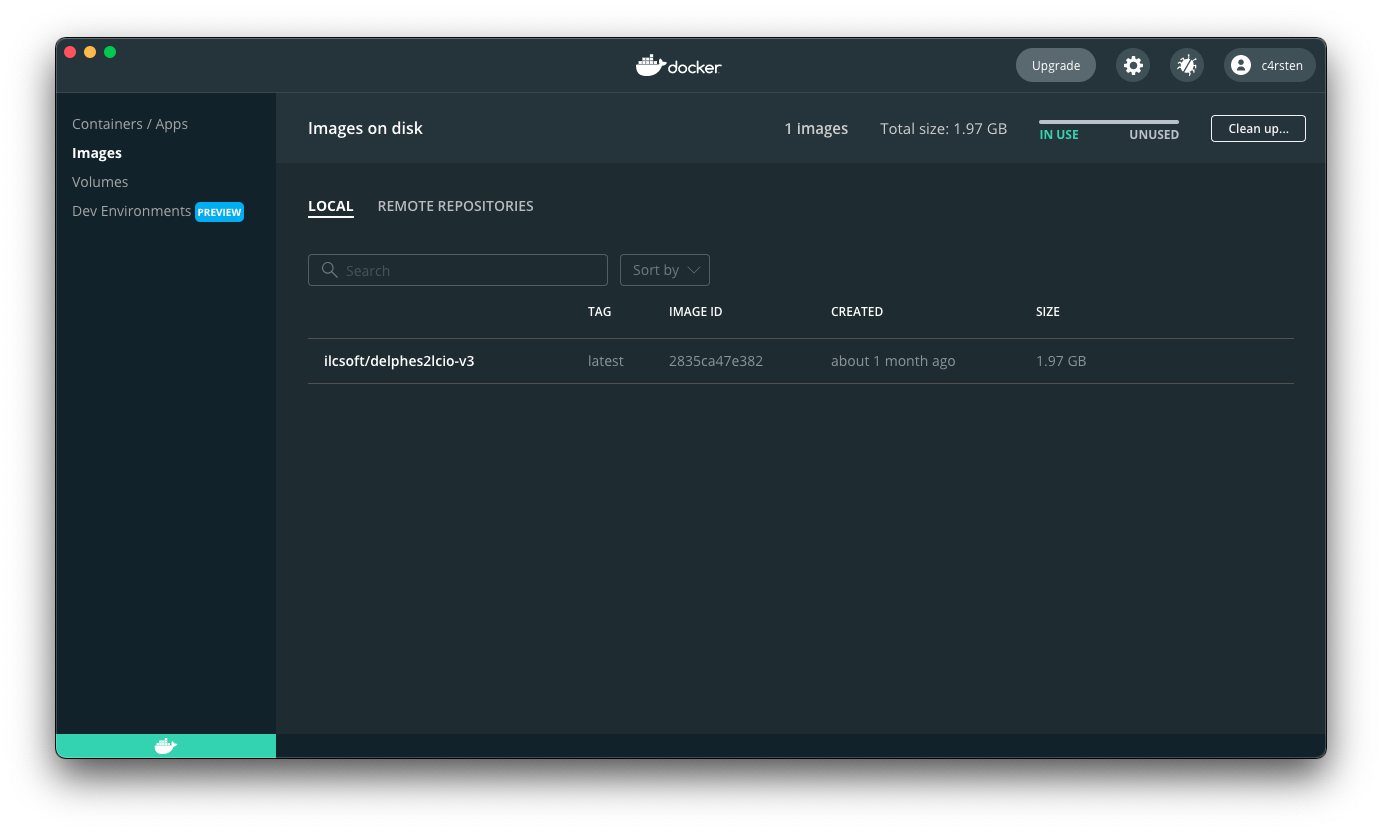 docker
Upgrade
c4rsten
Containers / Apps
Images
Volumes
Dev Environments PREVIEW
Images on disk
1 images
Total size: 1.97 GB
IN USE
UNUSED
Clean up...
LOCAL
REMOTE REPOSITORIES
Search
Sort by
TAG IMAGE ID CREATED SIZE
ilcsoft/delphes2lcio-v3 latest 2835ca47e382 about 1 month ago 1.97 GB